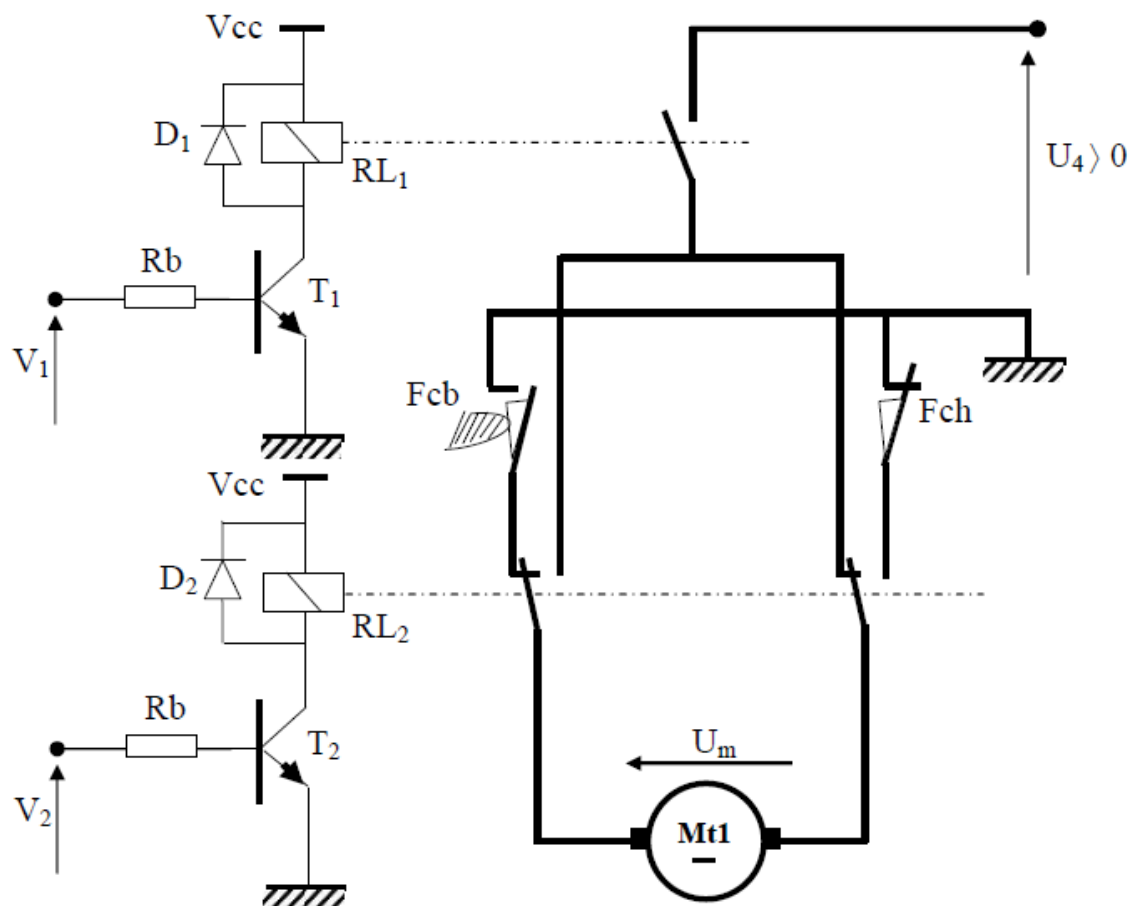 Vcc
D₁
RL₁
U₄ ⟩ 0
Rb
T₁
V₁
Fcb
Fch
Vcc
D₂
RL₂
Rb
T₂
V₂
Uₘ
Mt1